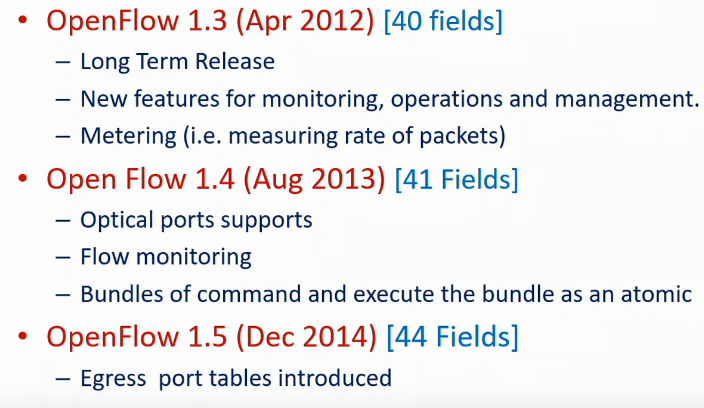 • OpenFlow 1.3 (Apr 2012) [40 fields]
– Long Term Release
– New features for monitoring, operations and management.
– Metering (i.e. measuring rate of packets)
• Open Flow 1.4 (Aug 2013) [41 Fields]
– Optical ports supports
– Flow monitoring
– Bundles of command and execute the bundle as an atomic
• OpenFlow 1.5 (Dec 2014) [44 Fields]
– Egress port tables introduced